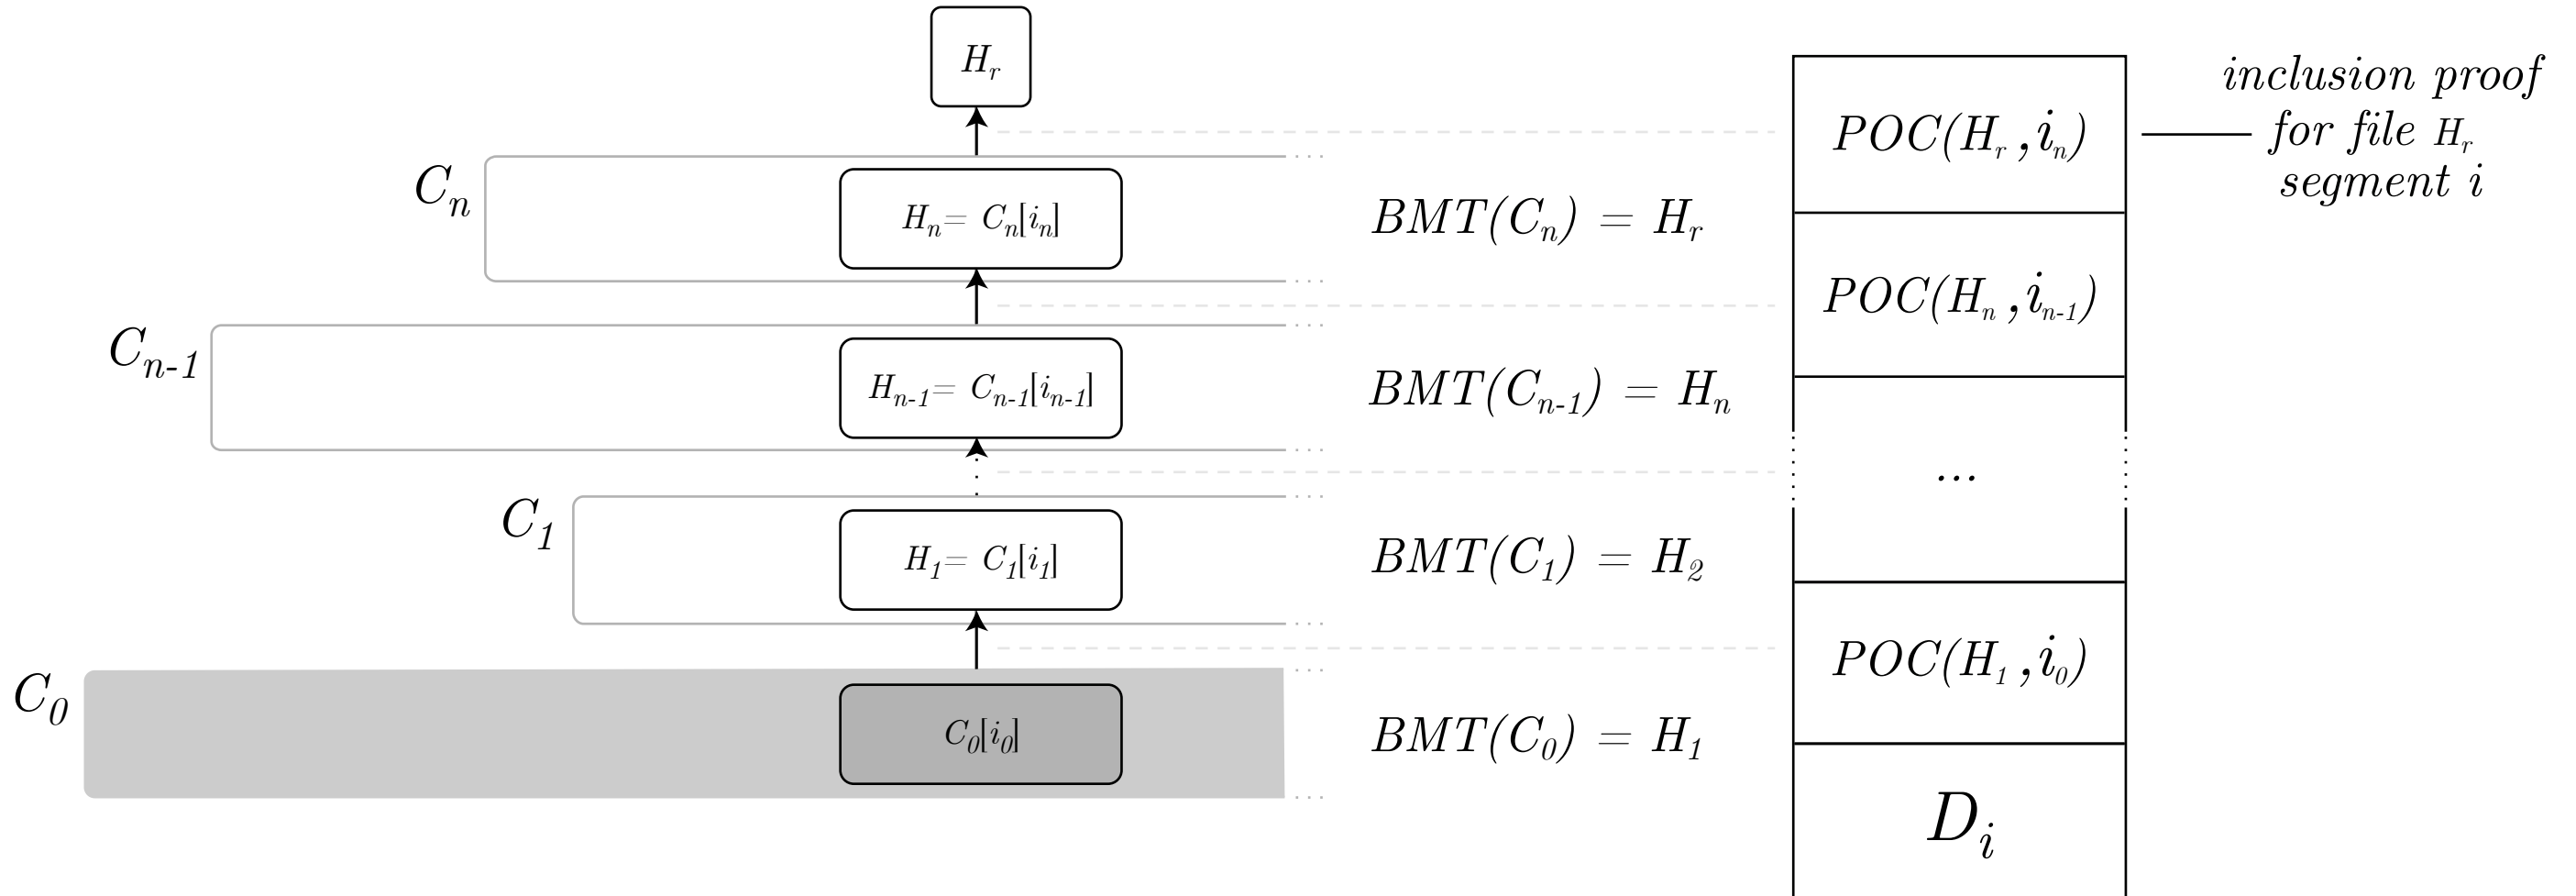 H_r
C_n
H_n = C_n[i_n]
BMT(C_n) = H_r
C_{n-1}
H_{n-1} = C_{n-1}[i_{n-1}]
BMT(C_{n-1}) = H_n
C_1
H_1 = C_1[i_1]
BMT(C_1) = H_2
C_0
C_0[i_0]
BMT(C_0) = H_1
POC(H_r, i_n)
POC(H_n, i_{n-1})
...
POC(H_1, i_0)
D_i
inclusion proof
for file H_r
segment i